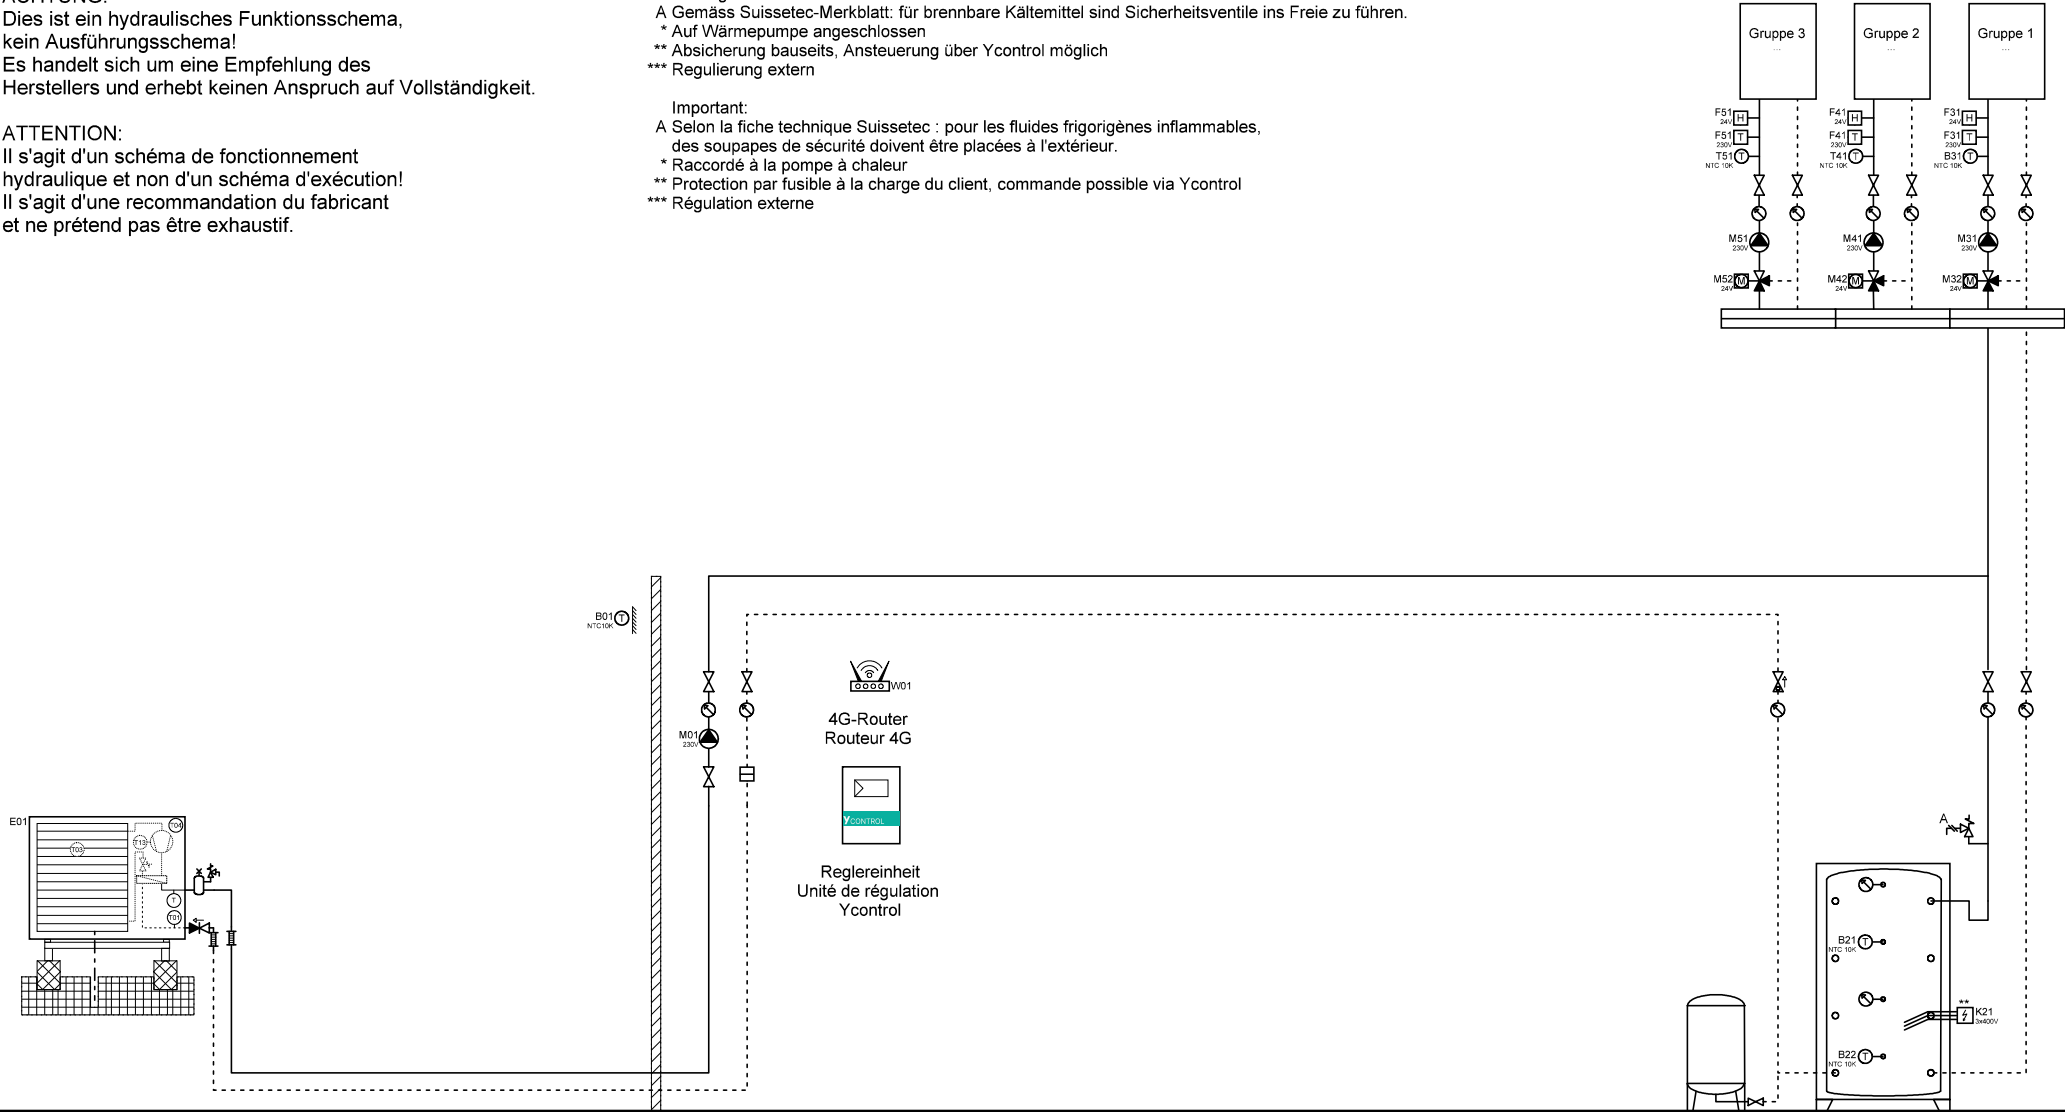 ACHTUNG:
Dies ist ein hydraulisches Funktionsschema,
kein Ausführungsschema!
Es handelt sich um eine Empfehlung des
Herstellers und erhebt keinen Anspruch auf Vollständigkeit.
ATTENTION:
Il s'agit d'un schéma de fonctionnement
hydraulique et non d'un schéma d'exécution!
Il s'agit d'une recommandation du fabricant
et ne prétend pas être exhaustif.
A Gemäss Suissetec-Merkblatt: für brennbare Kältemittel sind Sicherheitsventile ins Freie zu führen.
* Auf Wärmepumpe angeschlossen
** Absicherung bauseits, Ansteuerung über Ycontrol möglich
*** Regulierung extern
Important:
A Selon la fiche technique Suissetec : pour les fluides frigorigènes inflammables,
des soupapes de sécurité doivent être placées à l'extérieur.
* Raccordé à la pompe à chaleur
** Protection par fusible à la charge du client, commande possible via Ycontrol
*** Régulation externe
Gruppe 3
...
Gruppe 2
...
Gruppe 1
...
F51 H
24V
F51 T
230V
T51 T
NTC 10K
M51
230V
M52 M
24V
F41 H
24V
F41 T
230V
T41 T
NTC 10K
M41
230V
M42 M
24V
F31 H
24V
F31 T
230V
B31 T
NTC 10K
M31
230V
M32 M
24V
B01 T
NTC10K
M01
230V
W01
4G-Router
Routeur 4G
YCONTROL
Reglereinheit
Unité de régulation
Ycontrol
E01
T04
T13
T03
T
T01
A
B21 T
NTC 10K
**
K21
3x400V
B22 T
NTC 10K